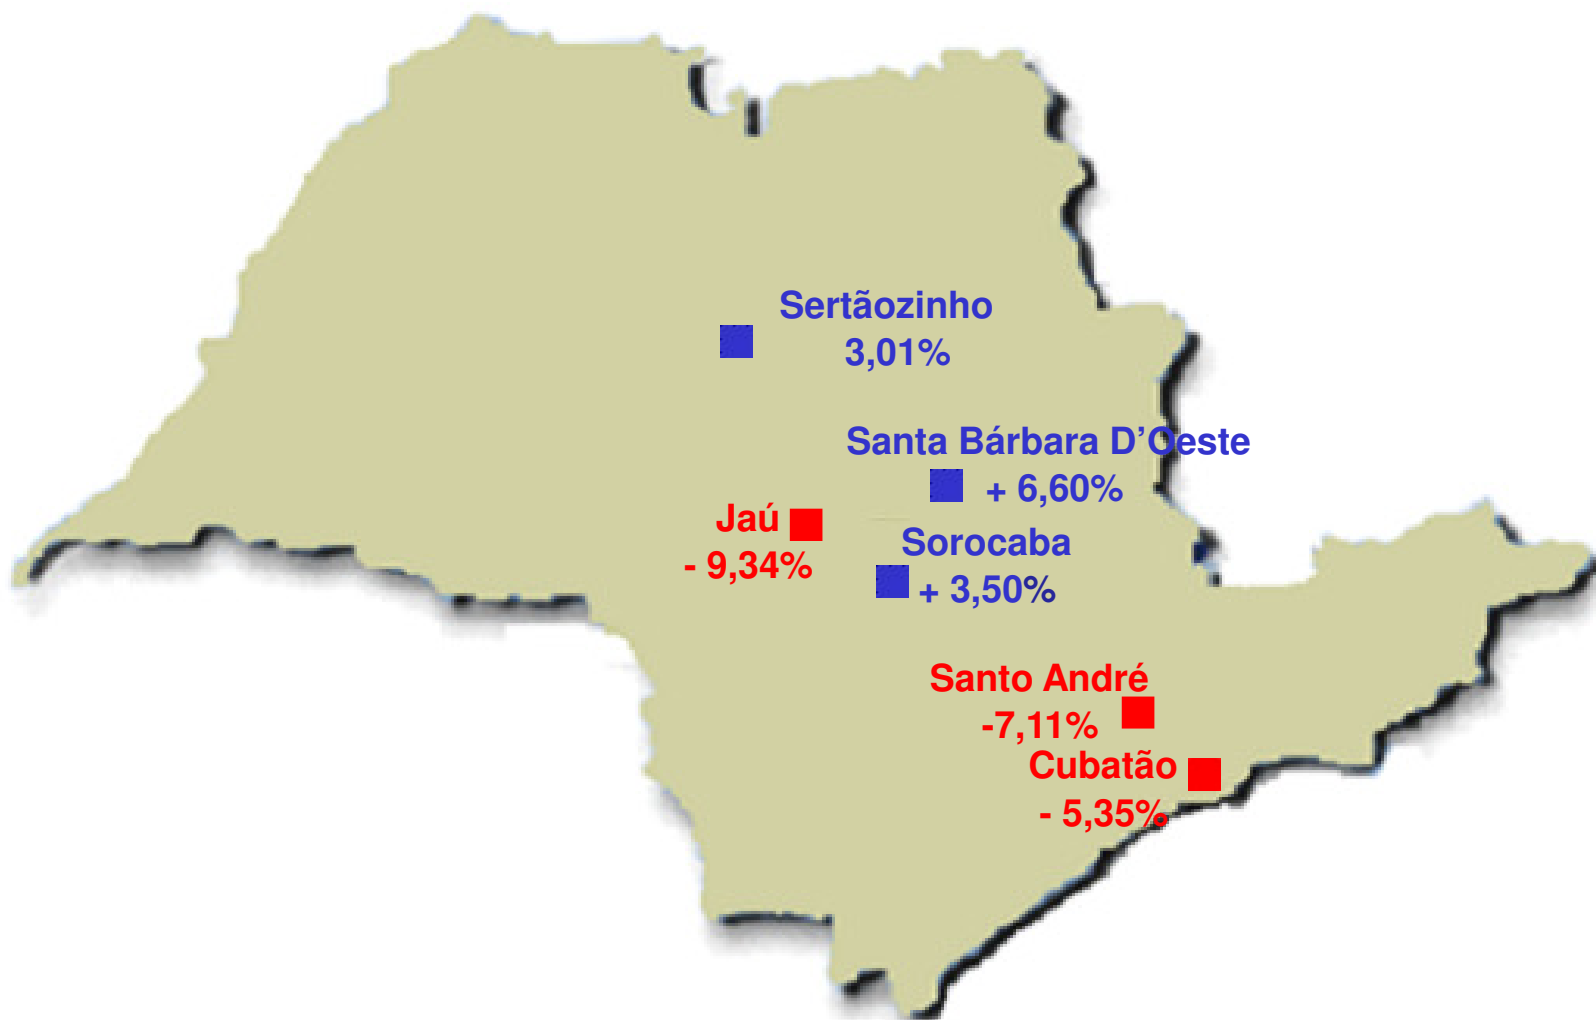 Sertãozinho
3,01%
Santa Bárbara D’Oeste
+ 6,60%
Jaú
- 9,34%
Sorocaba
+ 3,50%
Santo André
-7,11%
Cubatão
- 5,35%